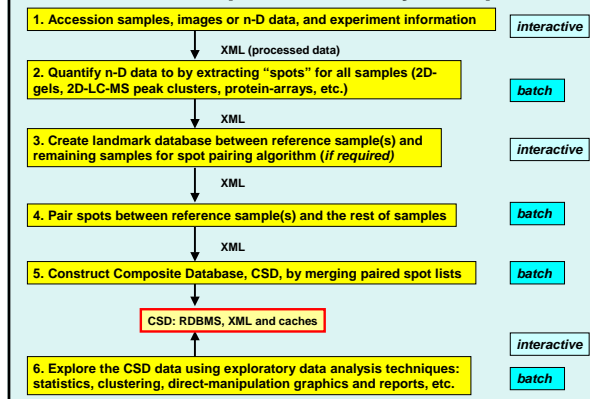 1. Accession samples, images or n-D data, and experiment information
interactive
XML (processed data)
2. Quantify n-D data to by extracting “spots” for all samples (2D-
gels, 2D-LC-MS peak clusters, protein-arrays, etc.)
batch
XML
3. Create landmark database between reference sample(s) and
remaining samples for spot pairing algorithm (if required)
interactive
XML
4. Pair spots between reference sample(s) and the rest of samples
batch
XML
5. Construct Composite Database, CSD, by merging paired spot lists
batch
CSD: RDBMS, XML and caches
interactive
6. Explore the CSD data using exploratory data analysis techniques:
statistics, clustering, direct-manipulation graphics and reports, etc.
batch